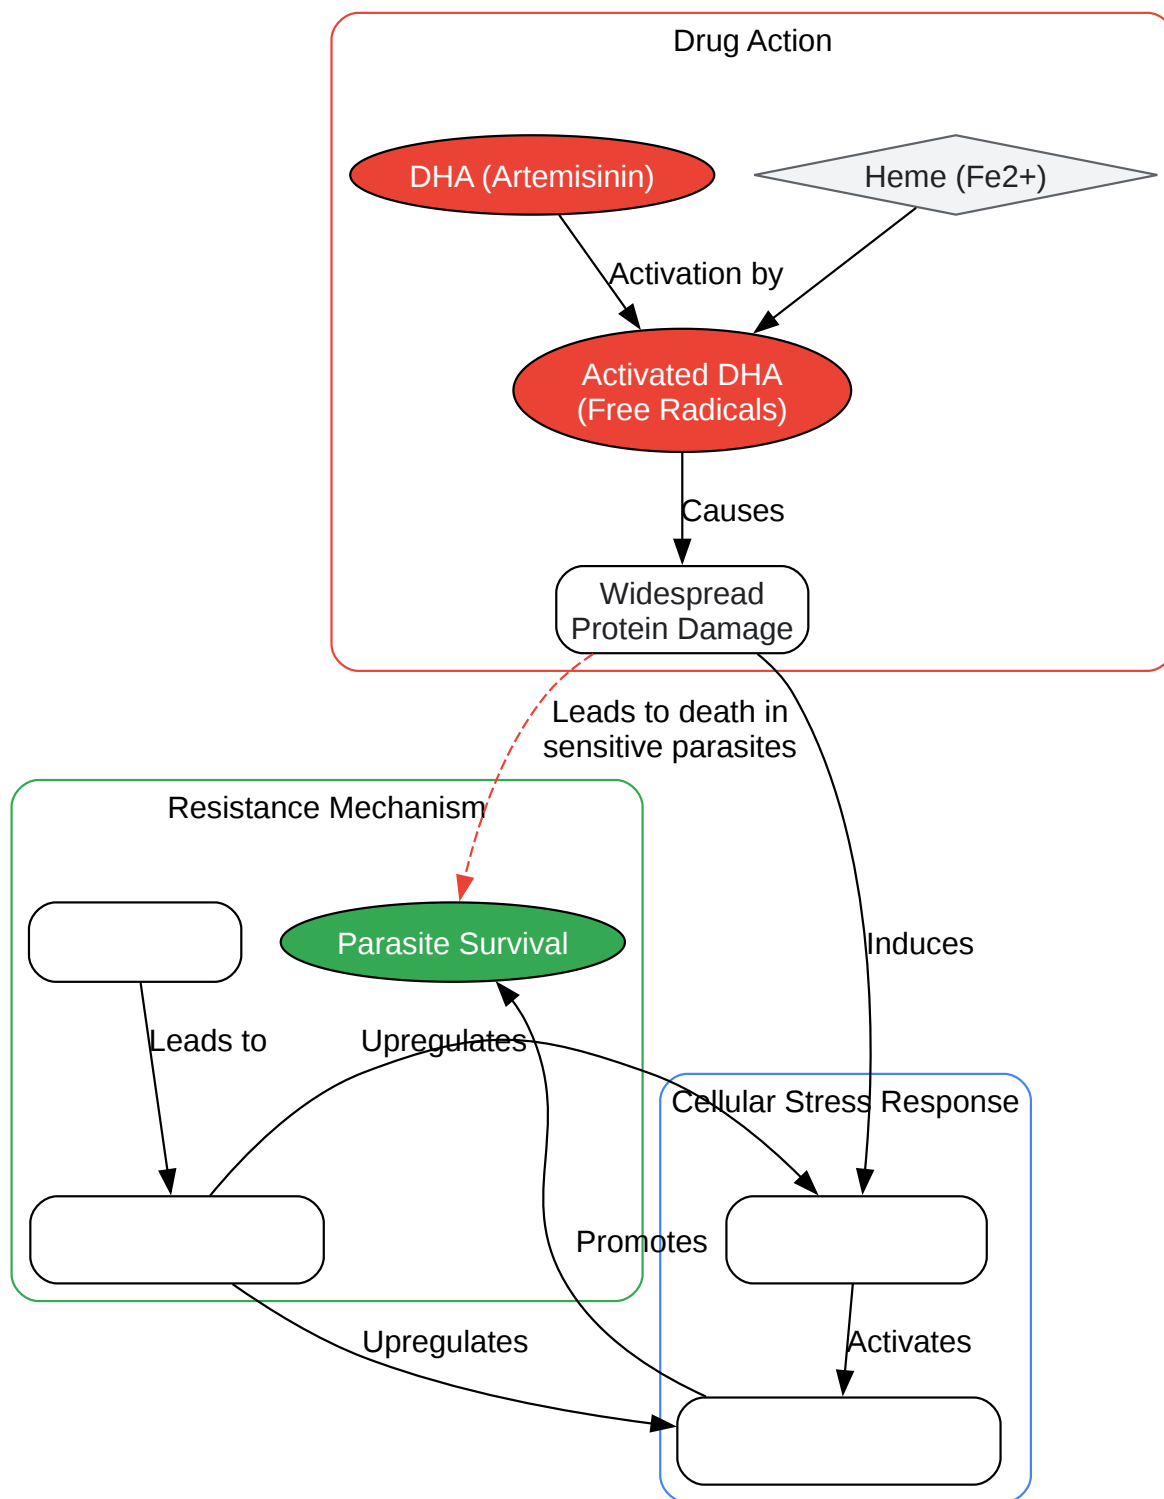 Drug Action
DHA (Artemisinin)
Heme (Fe2+)
Activation by
Activated DHA
(Free Radicals)
Causes
Widespread
Protein Damage
Leads to death in
sensitive parasites
Resistance Mechanism
Parasite Survival
Induces
Leads to
Upregulates
Cellular Stress Response
Promotes
Upregulates
Activates